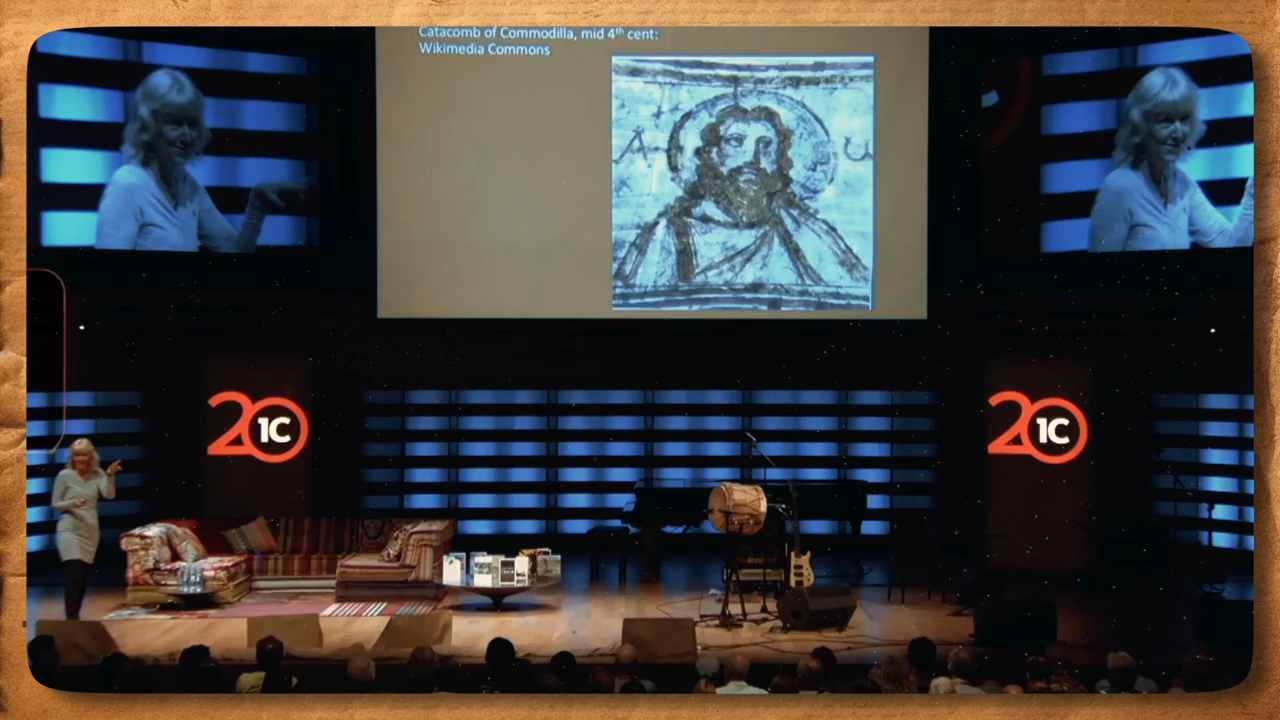 Catacomb of Commodilla, mid 4th cent:
Wikimedia Commons
A
ω
20
1C
20
1C